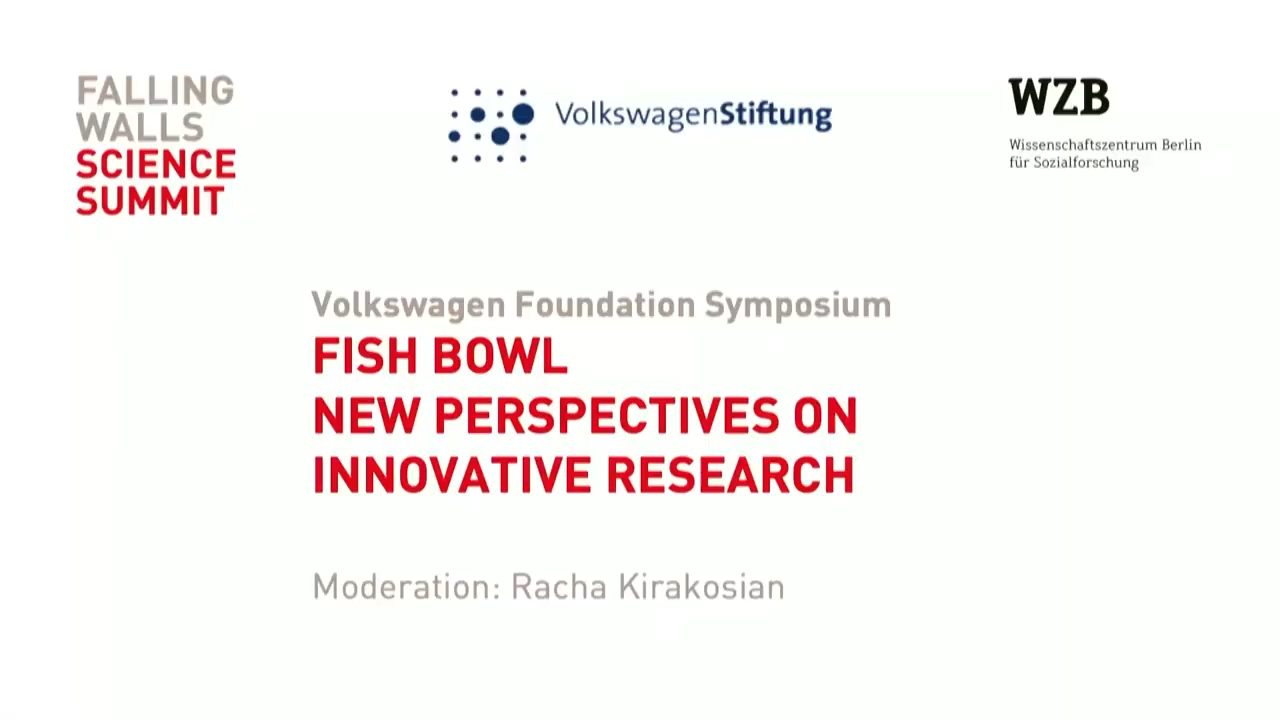 FALLING
WALLS
SCIENCE
SUMMIT
VolkswagenStiftung
WZB
Wissenschaftszentrum Berlin
für Sozialforschung
Volkswagen Foundation Symposium
FISH BOWL
NEW PERSPECTIVES ON
INNOVATIVE RESEARCH
Moderation: Racha Kirakosian